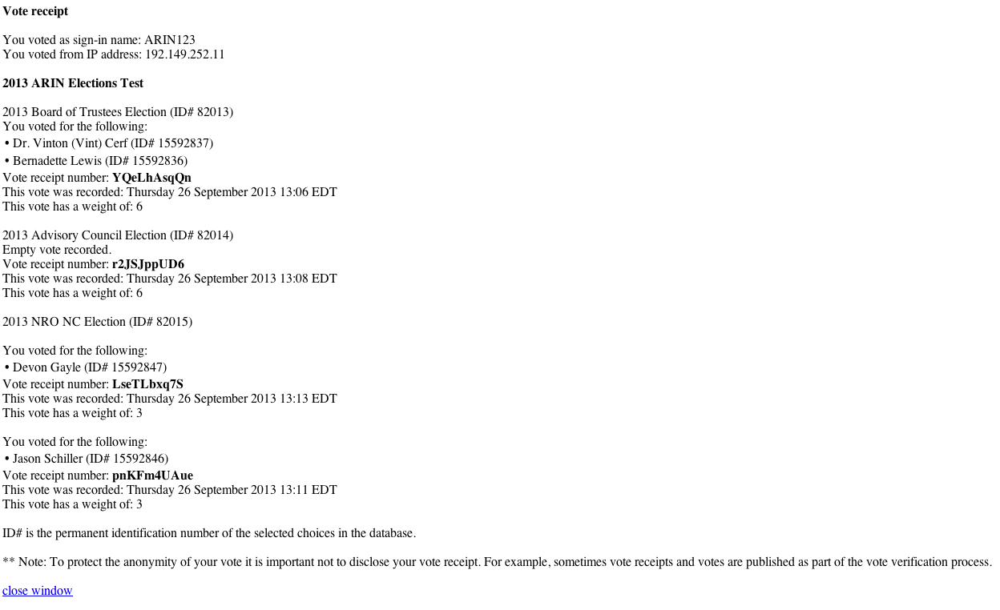 Vote receipt
You voted as sign-in name: ARIN123
You voted from IP address: 192.149.252.11
2013 ARIN Elections Test
2013 Board of Trustees Election (ID# 82013)
You voted for the following:
• Dr. Vinton (Vint) Cerf (ID# 15592837)
• Bernadette Lewis (ID# 15592836)
Vote receipt number: YQeLhAsqQn
This vote was recorded: Thursday 26 September 2013 13:06 EDT
This vote has a weight of: 6
2013 Advisory Council Election (ID# 82014)
Empty vote recorded.
Vote receipt number: r2JSJppUD6
This vote was recorded: Thursday 26 September 2013 13:08 EDT
This vote has a weight of: 6
2013 NRO NC Election (ID# 82015)
You voted for the following:
• Devon Gayle (ID# 15592847)
Vote receipt number: LseTLbxq7S
This vote was recorded: Thursday 26 September 2013 13:13 EDT
This vote has a weight of: 3
You voted for the following:
• Jason Schiller (ID# 15592846)
Vote receipt number: pnKFm4UAue
This vote was recorded: Thursday 26 September 2013 13:11 EDT
This vote has a weight of: 3
ID# is the permanent identification number of the selected choices in the database.
** Note: To protect the anonymity of your vote it is important not to disclose your vote receipt. For example, sometimes vote receipts and votes are published as part of the vote verification process.
close window